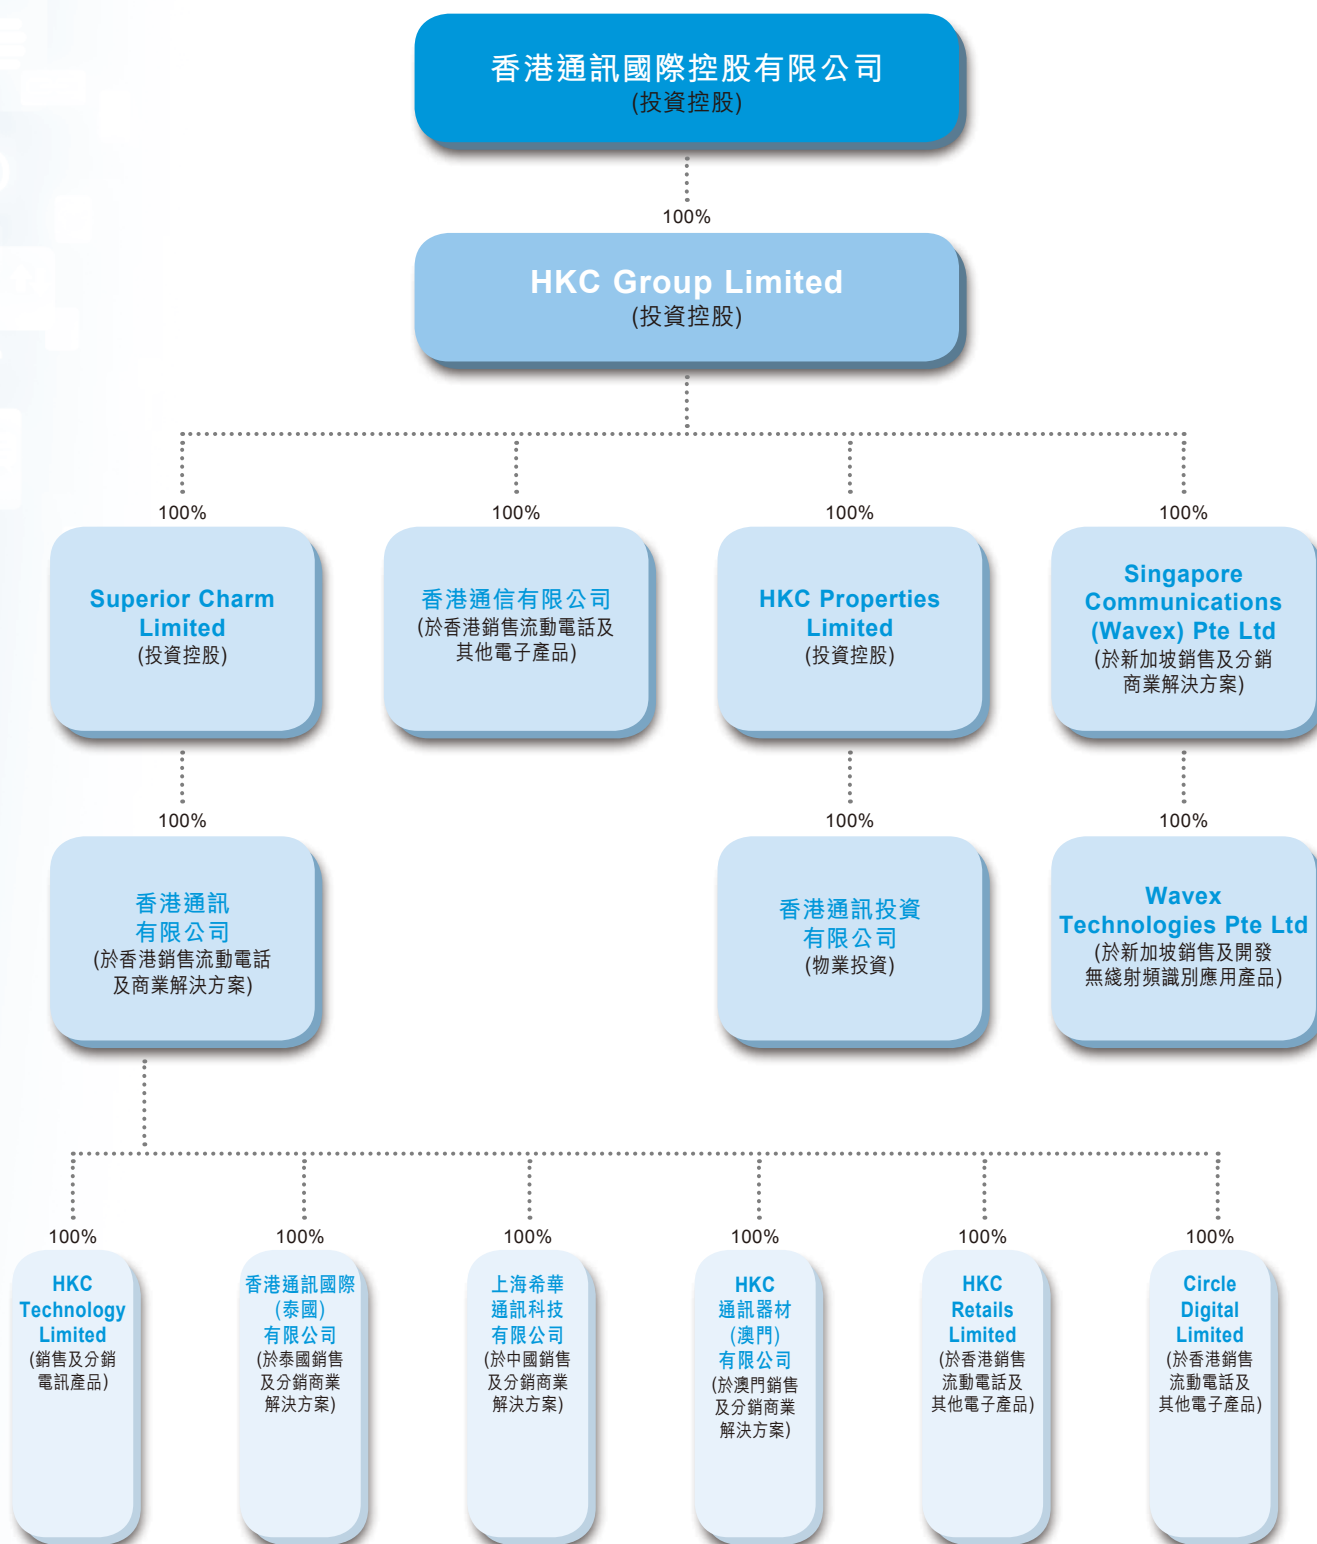 香港通訊國際控股有限公司
(投資控股)
100%
HKC Group Limited
(投資控股)
100%
100%
100%
100%
Superior Charm
Limited
(投資控股)
香港通信有限公司
(於香港銷售流動電話及
其他電子產品)
HKC Properties
Limited
(投資控股)
Singapore
Communications
(Wavex) Pte Ltd
(於新加坡銷售及分銷
商業解決方案)
100%
100%
100%
香港通訊
有限公司
(於香港銷售流動電話
及商業解決方案)
香港通訊投資
有限公司
(物業投資)
Wavex
Technologies Pte Ltd
(於新加坡銷售及開發
無綫射頻識別應用產品)
100%
100%
100%
100%
100%
100%
HKC
Technology
Limited
(銷售及分銷
電訊產品)
香港通訊國際
(泰國)
有限公司
(於泰國銷售
及分銷商業
解決方案)
上海希華
通訊科技
有限公司
(於中國銷售
及分銷商業
解決方案)
HKC
通訊器材
(澳門)
有限公司
(於澳門銷售
及分銷商業
解決方案)
HKC
Retails
Limited
(於香港銷售
流動電話及
其他電子產品)
Circle
Digital
Limited
(於香港銷售
流動電話及
其他電子產品)